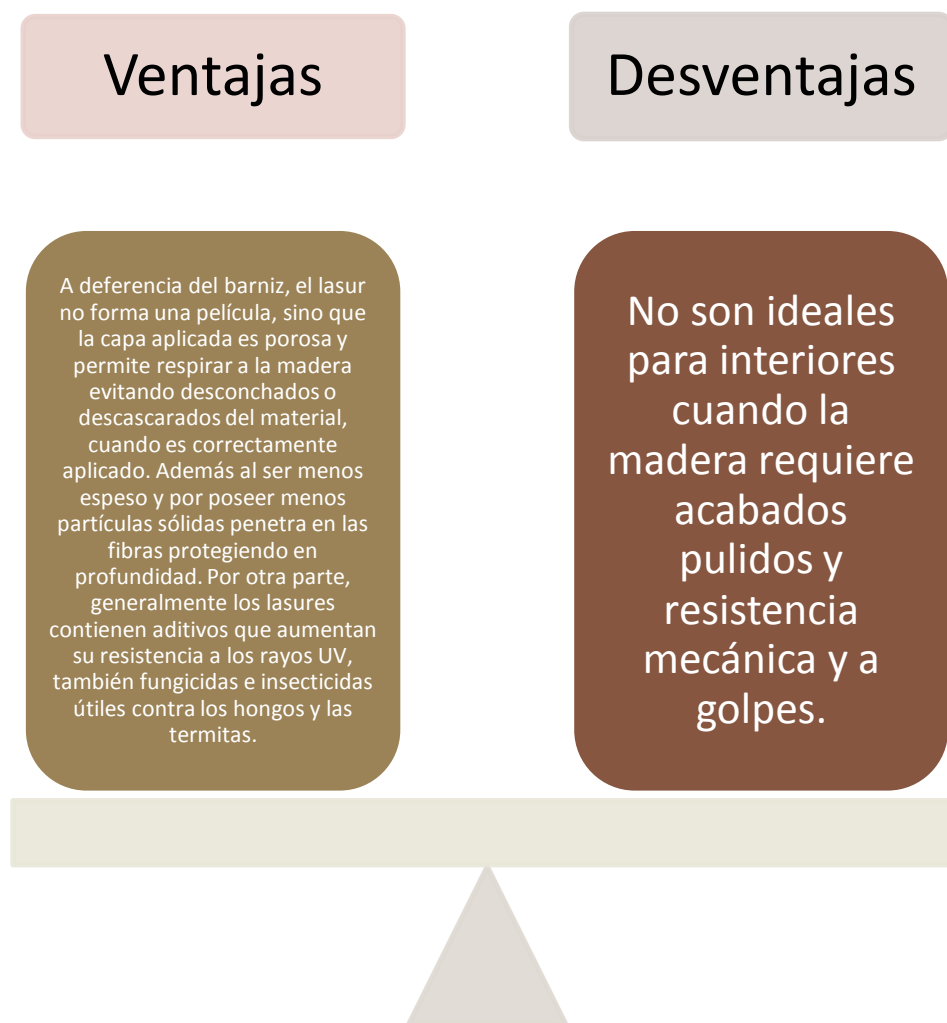 Ventajas
Desventajas
A deferencia del barniz, el lasur
no forma una película, sino que
la capa aplicada es porosa y
permite respirar a la madera
evitando desconchados o
descascarados del material,
cuando es correctamente
aplicado. Además al ser menos
espeso y por poseer menos
partículas sólidas penetra en las
fibras protegiendo en
profundidad. Por otra parte,
generalmente los lasures
contienen aditivos que aumentan
su resistencia a los rayos UV,
también fungicidas e insecticidas
útiles contra los hongos y las
termitas.
No son ideales
para interiores
cuando la
madera requiere
acabados
pulidos y
resistencia
mecánica y a
golpes.